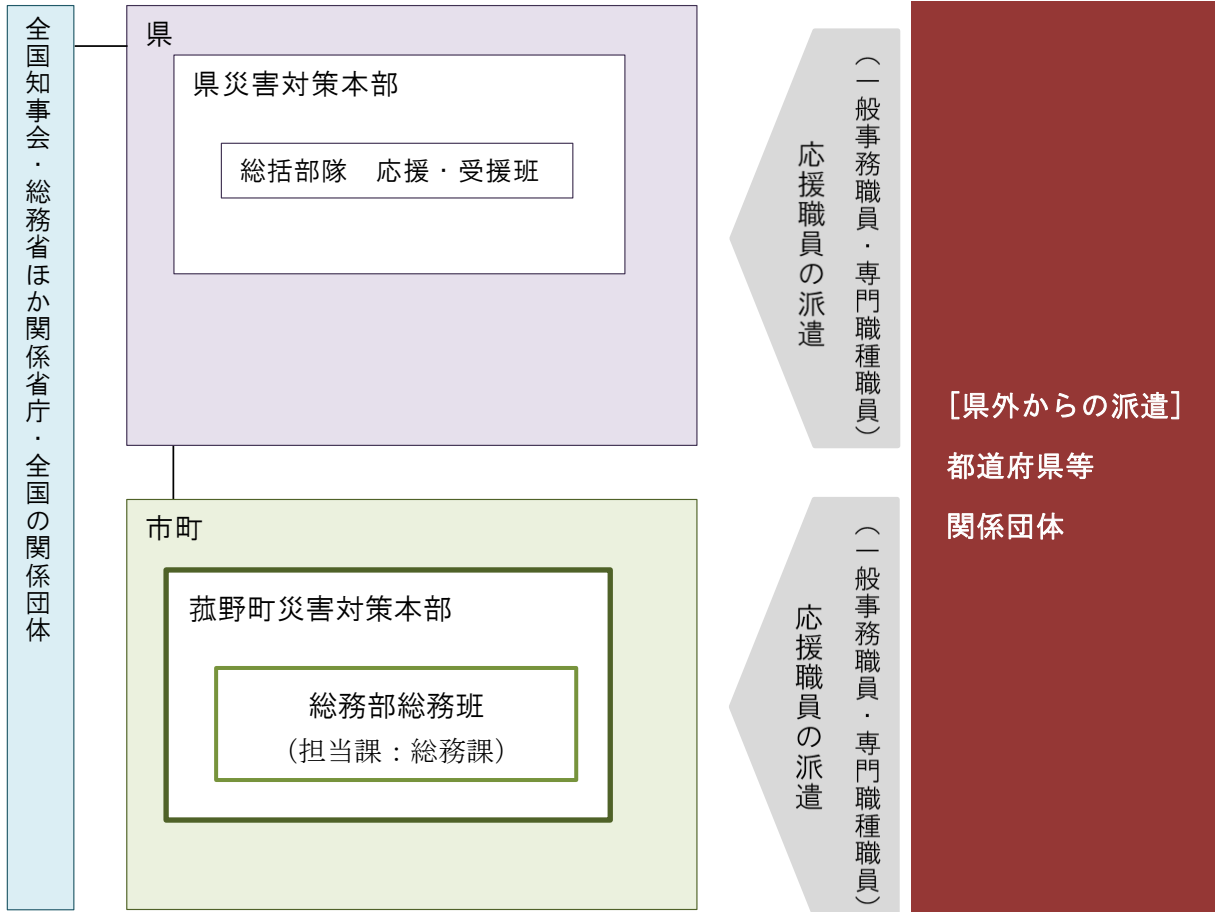 全国知事会・総務省ほか関係省庁・全国の関係団体
県
県災害対策本部
総括部隊　応援・受援班
応援職員の派遣
（一般事務職員・専門職種職員）
市町
菰野町災害対策本部
総務部総務班
（担当課：総務課）
応援職員の派遣
（一般事務職員・専門職種職員）
［県外からの派遣］
都道府県等
関係団体